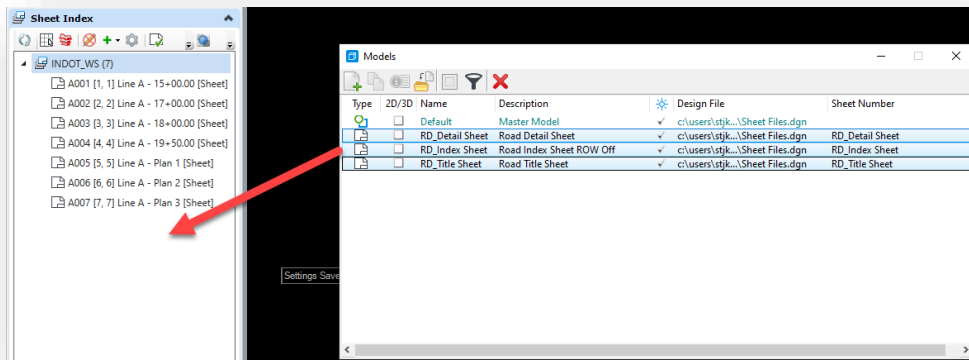 Sheet Index
INDOT_WS (7)
A001 [1, 1] Line A - 15+00.00 [Sheet]
A002 [2, 2] Line A - 17+00.00 [Sheet]
A003 [3, 3] Line A - 18+00.00 [Sheet]
A004 [4, 4] Line A - 19+50.00 [Sheet]
A005 [5, 5] Line A - Plan 1 [Sheet]
A006 [6, 6] Line A - Plan 2 [Sheet]
A007 [7, 7] Line A - Plan 3 [Sheet]
Settings Save
Models
Type 2D/3D Name Description Design File Sheet Number
Default Master Model c:\users\stjk...\Sheet Files.dgn
RD_Detail Sheet Road Detail Sheet c:\users\stjk...\Sheet Files.dgn RD_Detail Sheet
RD_Index Sheet Road Index Sheet ROW Off c:\users\stjk...\Sheet Files.dgn RD_Index Sheet
RD_Title Sheet Road Title Sheet c:\users\stjk...\Sheet Files.dgn RD_Title Sheet